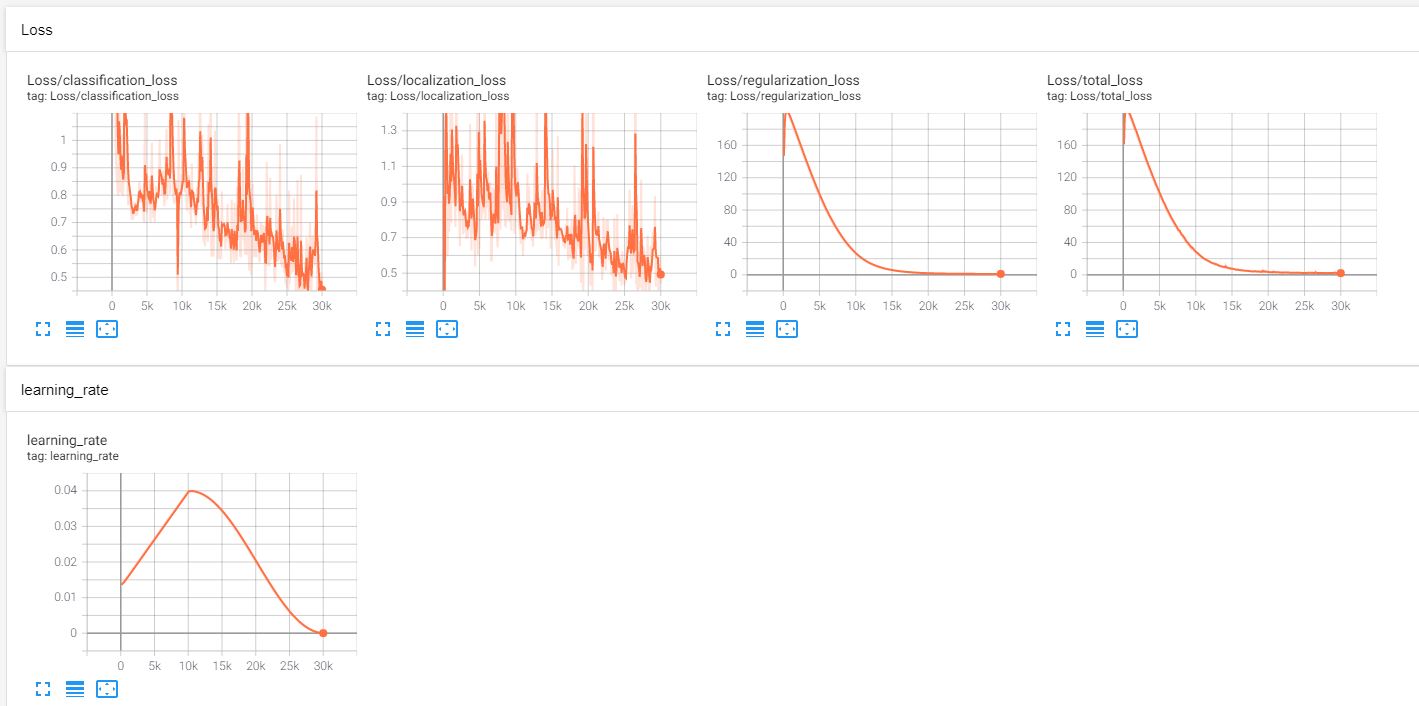 Loss
Loss/classification_loss
tag: Loss/classification_loss
1
0.9
0.8
0.7
0.6
0.5
0 5k 10k 15k 20k 25k 30k
Loss/localization_loss
tag: Loss/localization_loss
1.3
1.1
0.9
0.7
0.5
0 5k 10k 15k 20k 25k 30k
Loss/regularization_loss
tag: Loss/regularization_loss
160
120
80
40
0
0 5k 10k 15k 20k 25k 30k
Loss/total_loss
tag: Loss/total_loss
160
120
80
40
0
0 5k 10k 15k 20k 25k 30k
learning_rate
learning_rate
tag: learning_rate
0.04
0.03
0.02
0.01
0
0 5k 10k 15k 20k 25k 30k